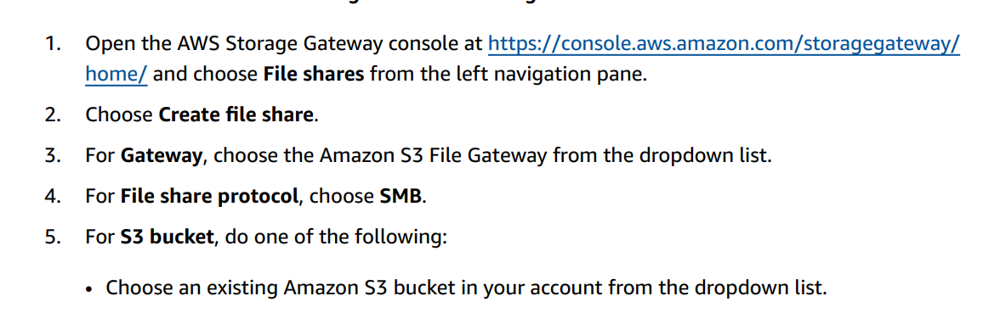 1. Open the AWS Storage Gateway console at https://console.aws.amazon.com/storagegateway/
home/ and choose File shares from the left navigation pane.
2. Choose Create file share.
3. For Gateway, choose the Amazon S3 File Gateway from the dropdown list.
4. For File share protocol, choose SMB.
5. For S3 bucket, do one of the following:
• Choose an existing Amazon S3 bucket in your account from the dropdown list.